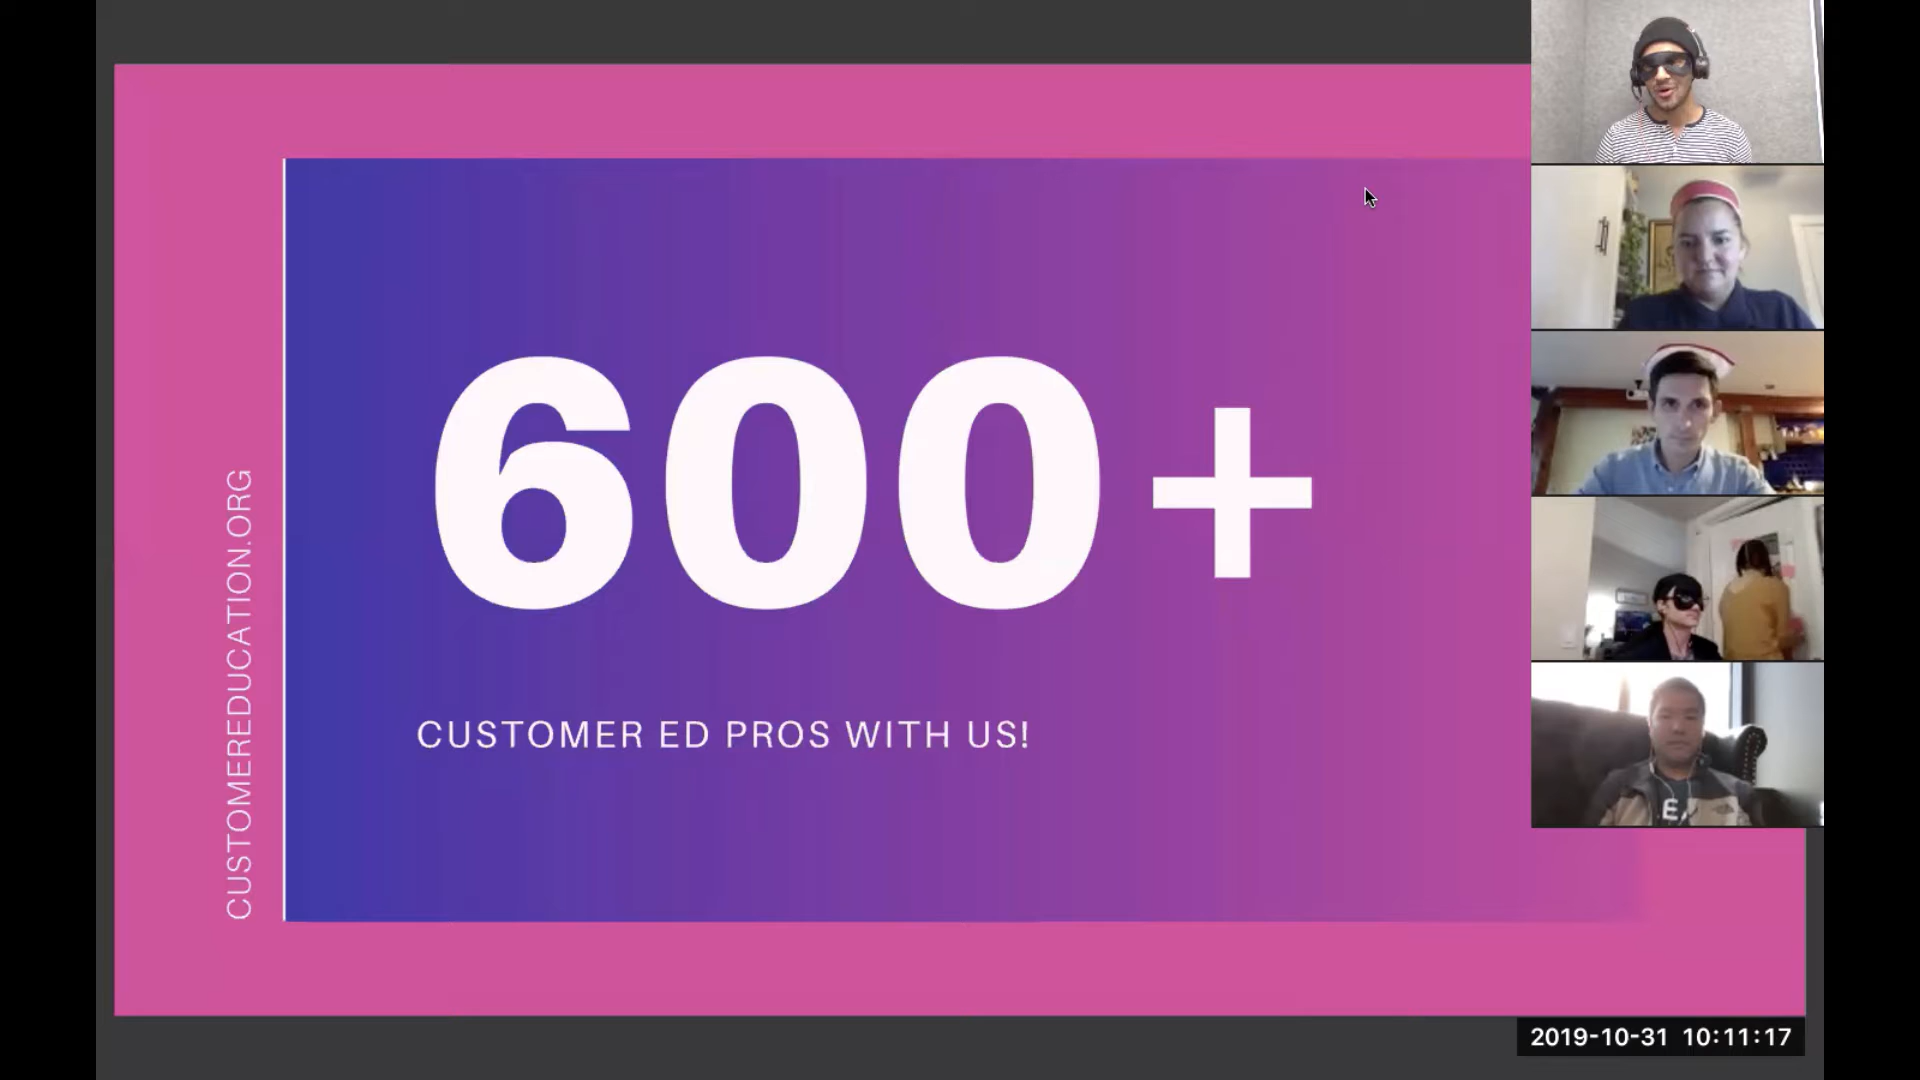 CUSTOMEREDUCATION.ORG
600+
CUSTOMER ED PROS WITH US!
2019-10-31 10:11:17